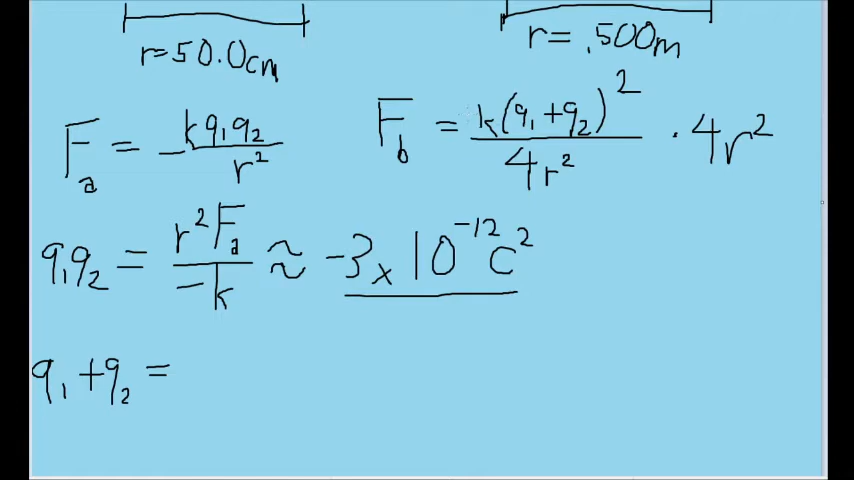 r=50.0cm
r= .500m
F_a = -kq_1q_2/r^2
F_b = k(q_1+q_2)^2/4r^2 · 4r^2
q_1q_2 = r^2F_a/-k ≈ -3x10^-12 C^2
q_1+q_2 =